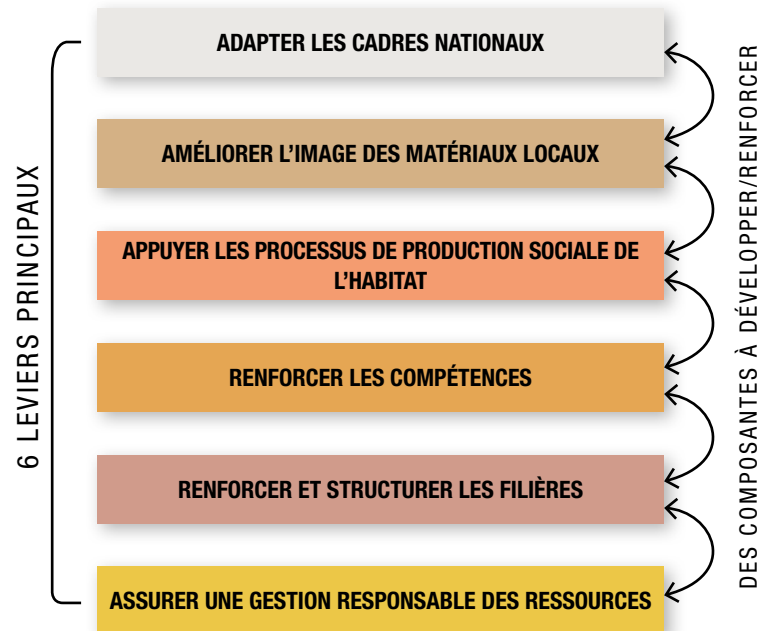 6 LEVIERS PRINCIPAUX
ADAPTER LES CADRES NATIONAUX
AMÉLIORER L'IMAGE DES MATÉRIAUX LOCAUX
APPUYER LES PROCESSUS DE PRODUCTION SOCIALE DE
L'HABITAT
RENFORCER LES COMPÉTENCES
RENFORCER ET STRUCTURER LES FILIÈRES
ASSURER UNE GESTION RESPONSABLE DES RESSOURCES
DES COMPOSANTES À DÉVELOPPER/RENFORCER